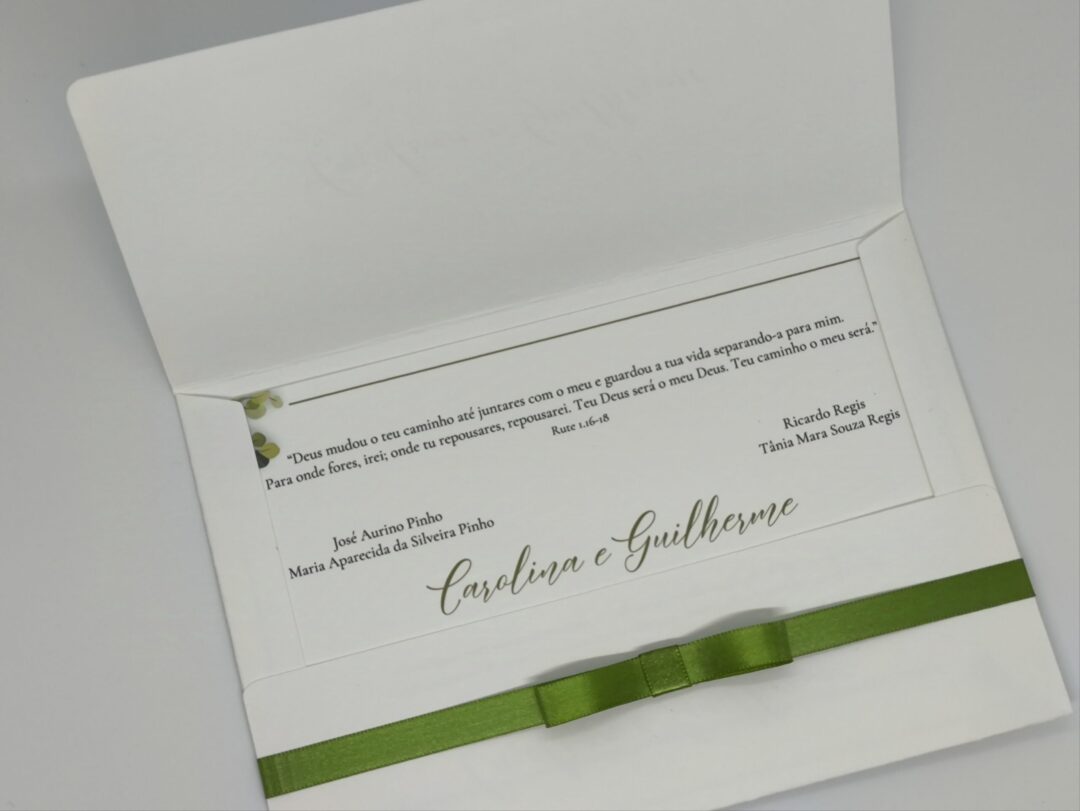 “Deus mudou o teu caminho até juntares com o meu e guardou a tua vida separando-a para mim.
Para onde fores, irei; onde tu repousares, repousarei. Teu Deus será o meu Deus. Teu caminho o meu será.”
Rute 1.16-18
José Aurino Pinho
Maria Aparecida da Silveira Pinho
Ricardo Regis
Tânia Mara Souza Regis
Carolina e Guilherme